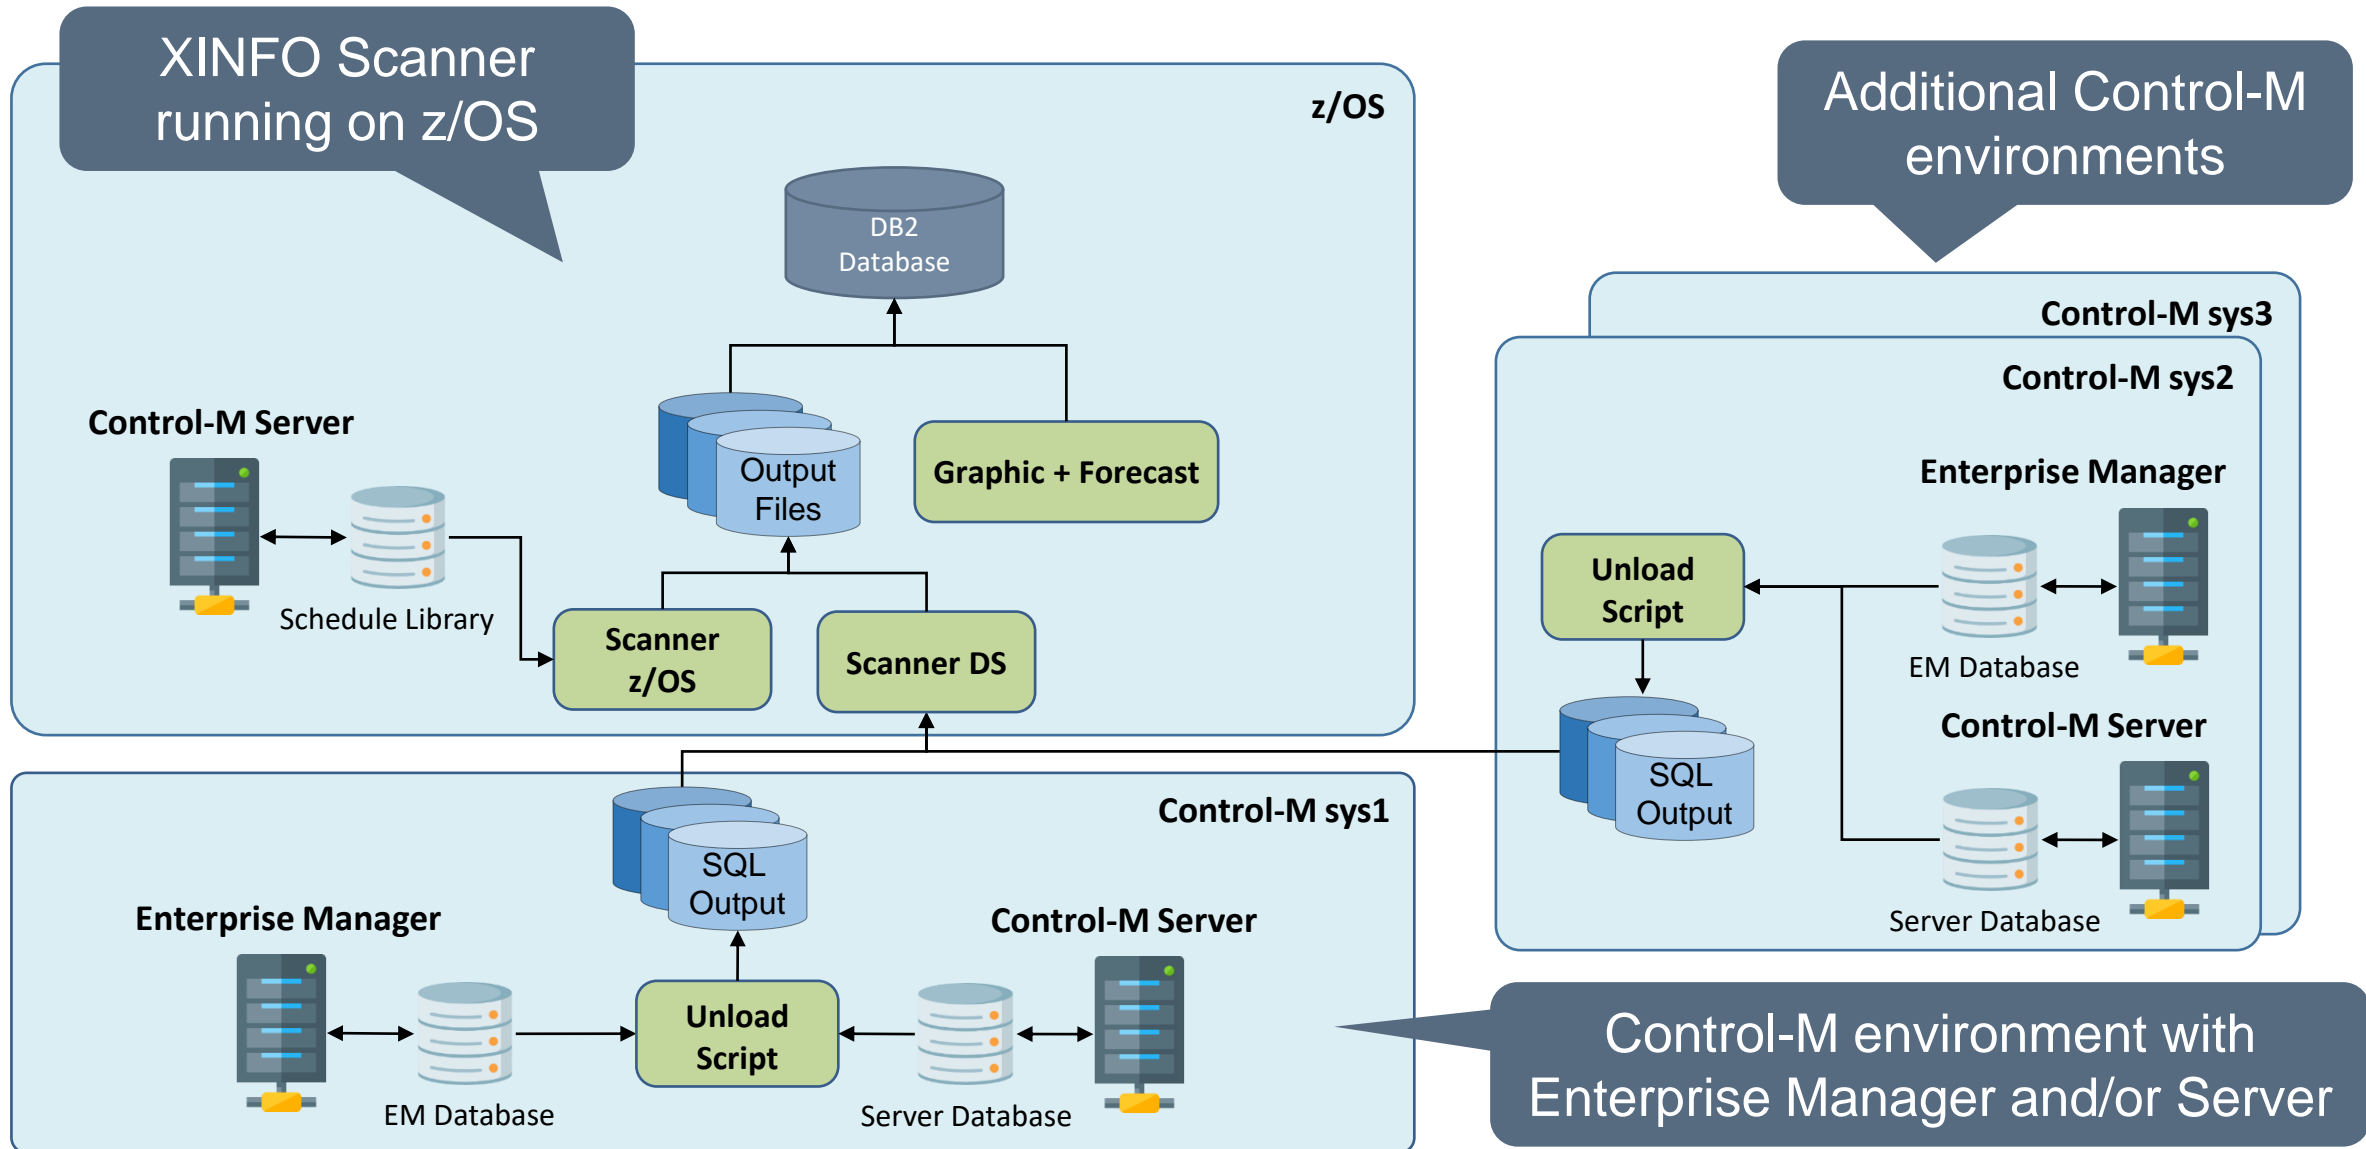 XINFO Scanner
running on z/OS
z/OS
DB2
Database
Control-M Server
Schedule Library
Output
Files
Graphic + Forecast
Scanner
z/OS
Scanner DS
Additional Control-M
environments
Control-M sys3
Control-M sys2
Enterprise Manager
Unload
Script
EM Database
Control-M Server
SQL
Output
Server Database
Control-M sys1
SQL
Output
Enterprise Manager
Control-M Server
Unload
Script
EM Database
Server Database
Control-M environment with
Enterprise Manager and/or Server